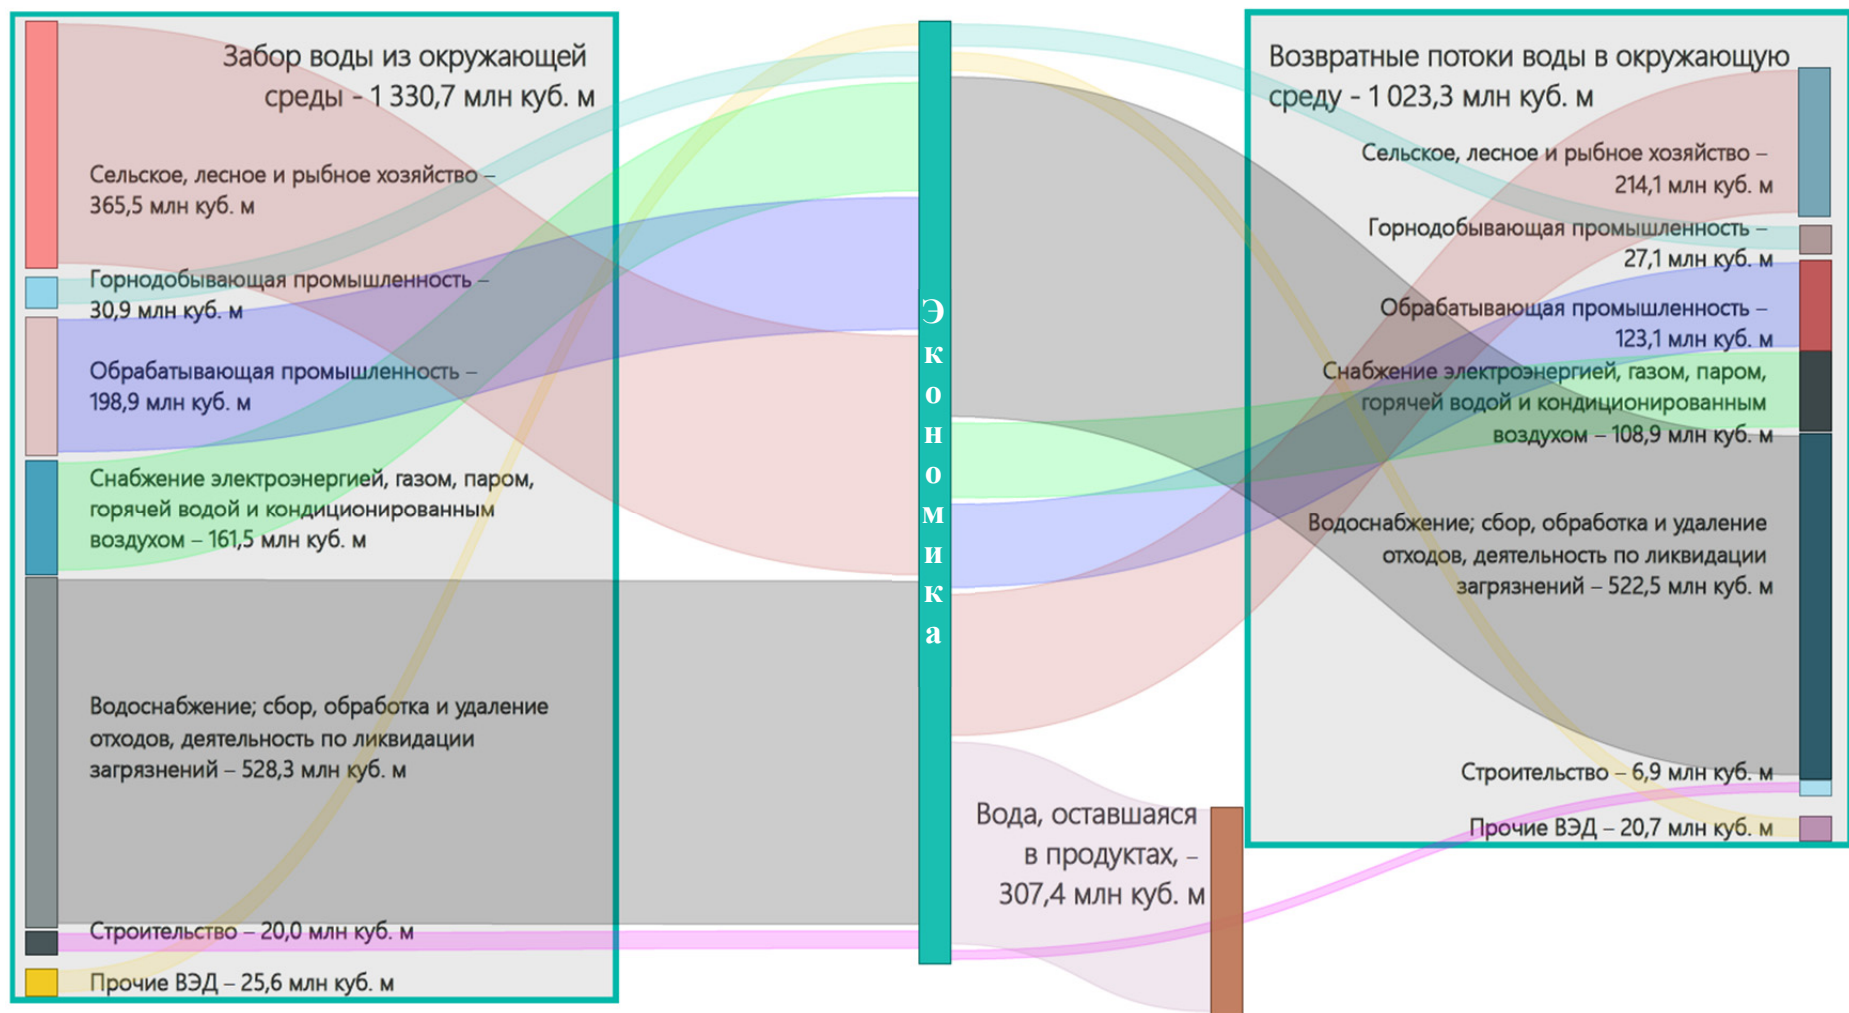 Забор воды из окружающей
среды - 1 330,7 млн куб. м
Сельское, лесное и рыбное хозяйство –
365,5 млн куб. м
Горнодобывающая промышленность –
30,9 млн куб. м
Обрабатывающая промышленность –
198,9 млн куб. м
Снабжение электроэнергией, газом, паром,
горячей водой и кондиционированным
воздухом – 161,5 млн куб. м
Водоснабжение; сбор, обработка и удаление
отходов, деятельность по ликвидации
загрязнений – 528,3 млн куб. м
Строительство – 20,0 млн куб. м
Прочие ВЭД – 25,6 млн куб. м
Экономика
Вода, оставшаяся
в продуктах, –
307,4 млн куб. м
Возвратные потоки воды в окружающую
среду - 1 023,3 млн куб. м
Сельское, лесное и рыбное хозяйство –
214,1 млн куб. м
Горнодобывающая промышленность –
27,1 млн куб. м
Обрабатывающая промышленность –
123,1 млн куб. м
Снабжение электроэнергией, газом, паром,
горячей водой и кондиционированным
воздухом – 108,9 млн куб. м
Водоснабжение; сбор, обработка и удаление
отходов, деятельность по ликвидации
загрязнений – 522,5 млн куб. м
Строительство – 6,9 млн куб. м
Прочие ВЭД – 20,7 млн куб. м